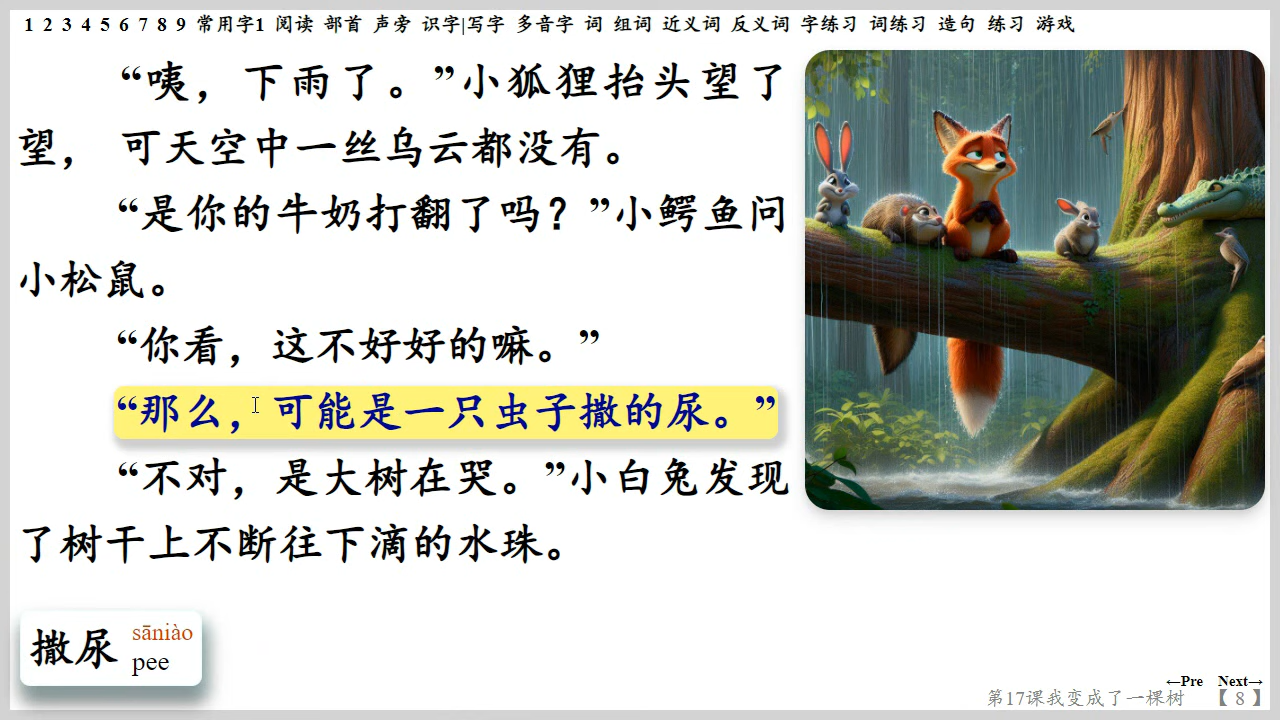 1 2 3 4 5 6 7 8 9 常用字1 阅读 部首 声旁 识字|写字 多音字 词 组词 近义词 反义词 字练习 词练习 造句 练习 游戏
“咦，下雨了。”小狐狸抬头望了
望， 可天空中一丝乌云都没有。
“是你的牛奶打翻了吗？”小鳄鱼问
小松鼠。
“你看，这不好好的嘛。”
“那么，可能是一只虫子撒的尿。”
“不对，是大树在哭。”小白兔发现
了树干上不断往下滴的水珠。
撒尿 sāniào
pee
←Pre Next→
第17课我变成了一棵树 【 8 】